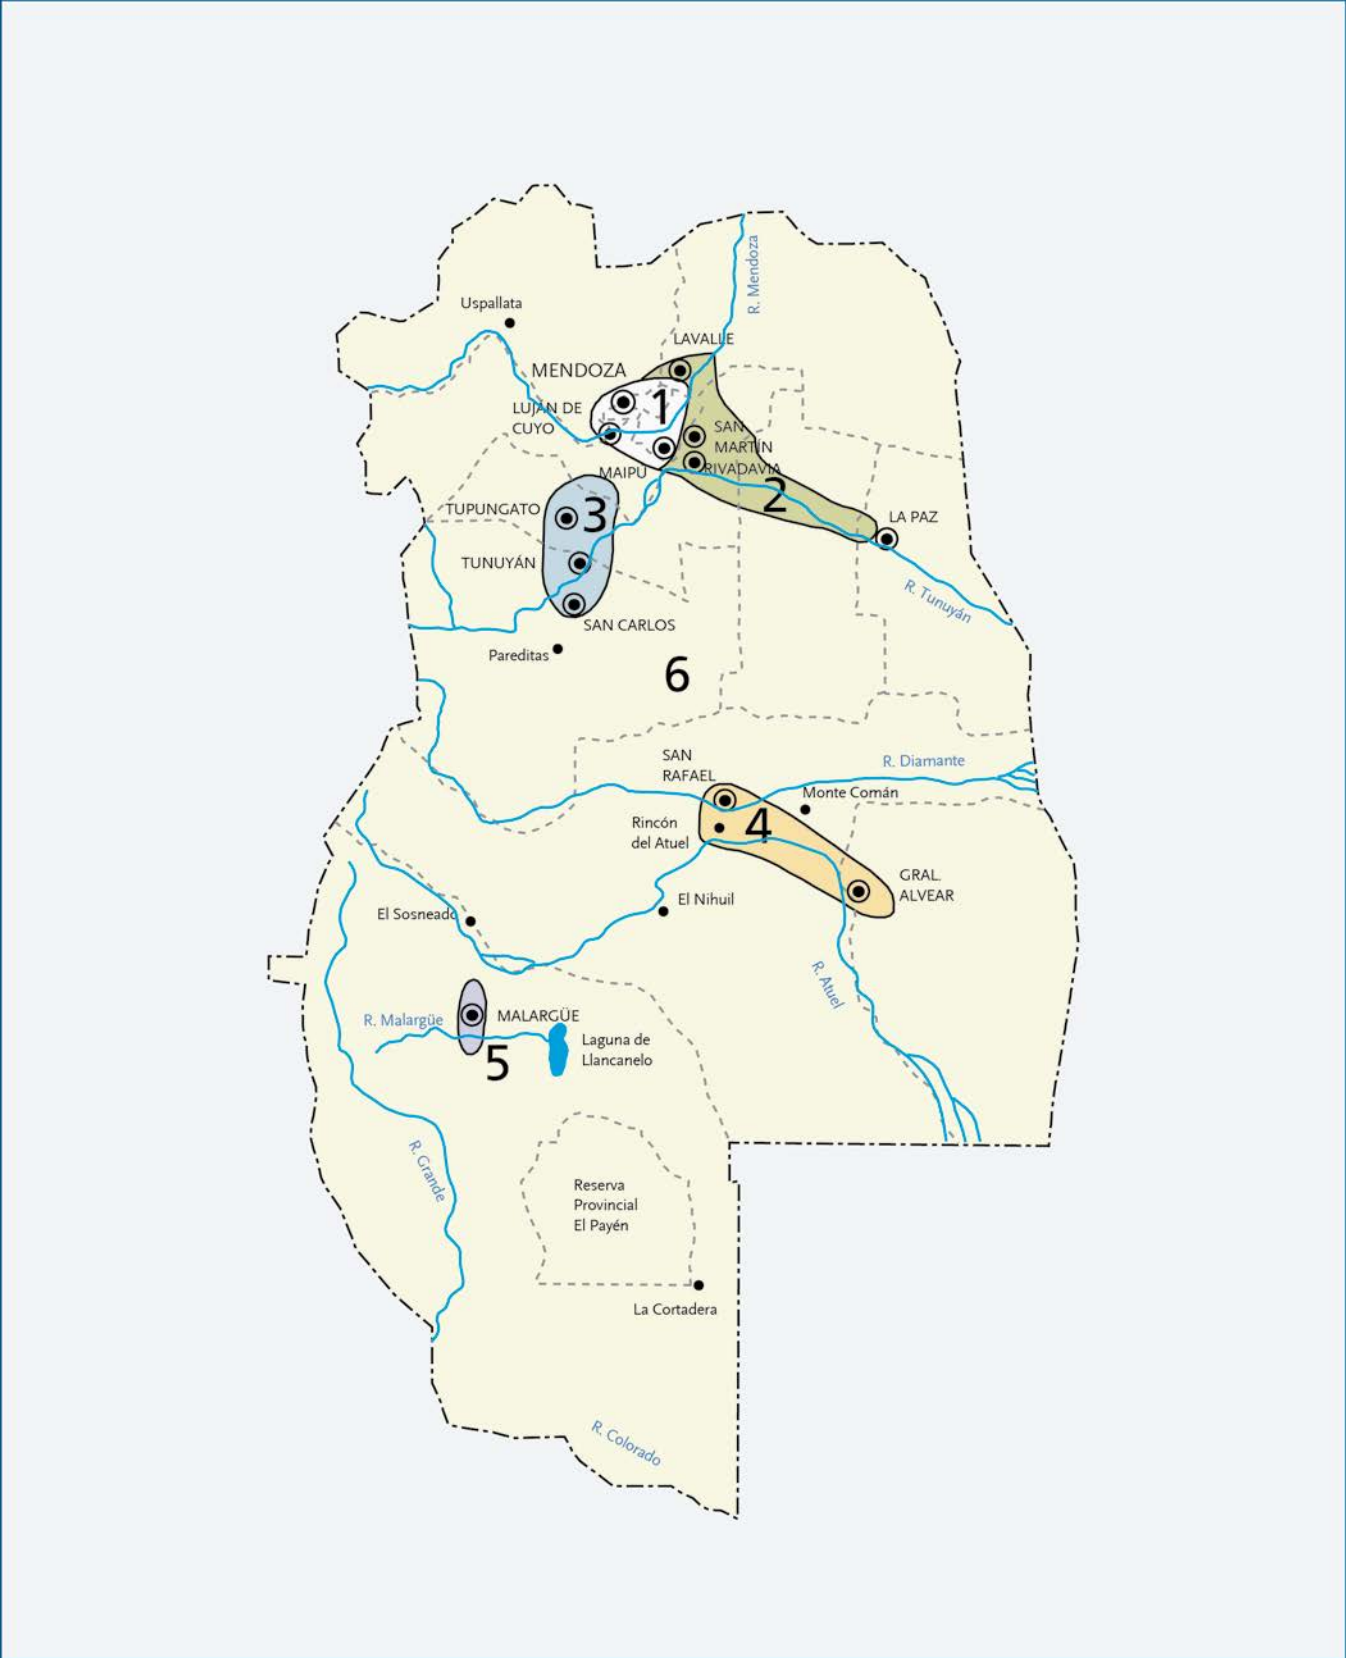 R. Mendoza
Uspallata
LAVALLE
MENDOZA
1
LUJÁN DE
CUYO
SAN
MARTÍN
RIVADAVIA
MAIPÚ
2
TUPUNGATO
3
LA PAZ
TUNUYÁN
R. Tunuyán
SAN CARLOS
Pareditas
6
SAN
RAFAEL
R. Diamante
Monte Comán
Rincón
del Atuel
4
GRAL.
ALVEAR
El Nihuil
El Sosneado
R. Atuel
MALARGÜE
R. Malargüe
5
Laguna de
Llancanelo
R. Grande
Reserva
Provincial
El Payén
La Cortadera
R. Colorado